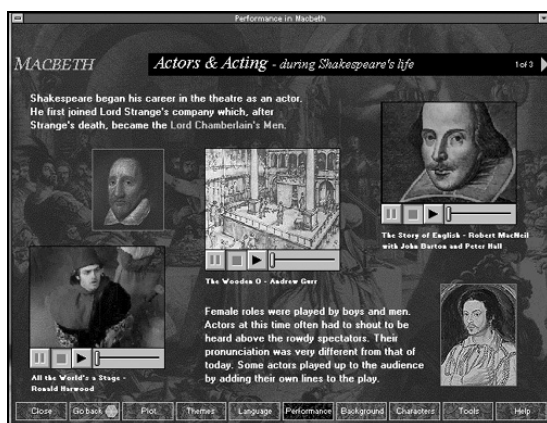 Performance in Macbeth
MACBETH
Actors & Acting - during Shakespeare's life
1 of 3
Shakespeare began his career in the theatre as an actor.
He first joined Lord Strange's company which, after
Strange's death, became the Lord Chamberlain's Men.
The Story of English - Robert MacNeil
with John Barton and Peter Hall
The Wooden O - Andrew Gurr
All the World's a Stage -
Ronald Harwood
Female roles were played by boys and men.
Actors at this time often had to shout to be
heard above the rowdy spectators. Their
pronunciation was very different from that of
today. Some actors played up to the audience
by adding their own lines to the play.
Close
Go back
Plot
Themes
Language
Performance
Background
Characters
Tools
Help